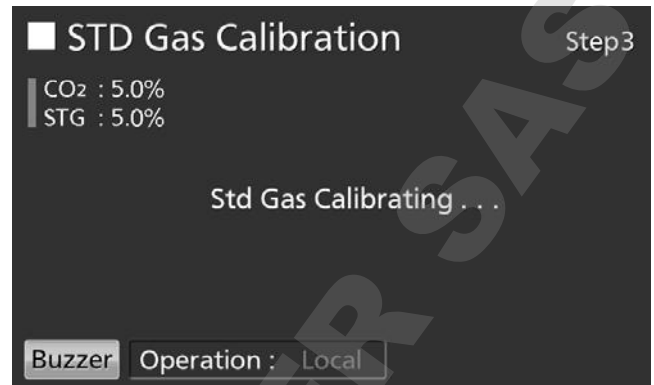 STD Gas Calibration Step3
CO2 : 5.0%
STG : 5.0%
Std Gas Calibrating . . .
Buzzer Operation : Local